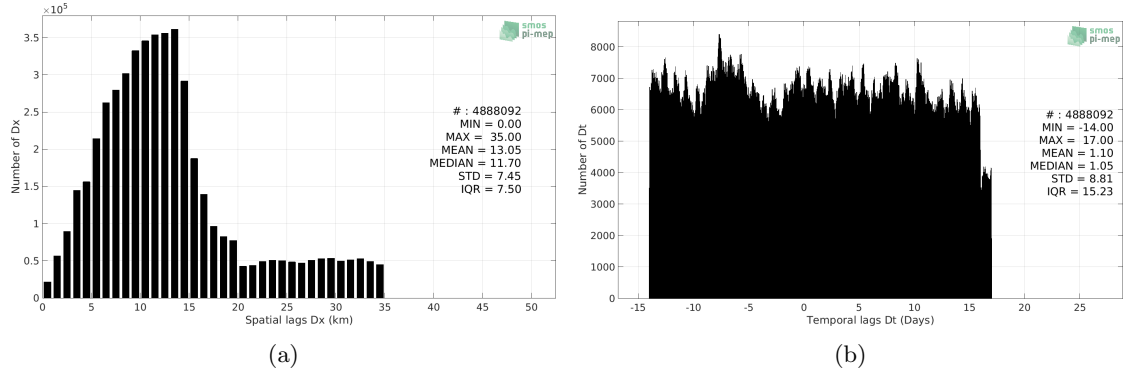 ×10⁵
3.5
3
2.5
2
1.5
1
0.5
0
0 5 10 15 20 25 30 35 40 45 50
Number of Dx
Spatial lags Dx (km)
smos
pi-mep
# : 4888092
MIN = 0.00
MAX = 35.00
MEAN = 13.05
MEDIAN = 11.70
STD = 7.45
IQR = 7.50
(a)
8000
7000
6000
5000
4000
3000
2000
1000
0
-15 -10 -5 0 5 10 15 20 25
Number of Dt
Temporal lags Dt (Days)
smos
pi-mep
# : 4888092
MIN = -14.00
MAX = 17.00
MEAN = 1.10
MEDIAN = 1.05
STD = 8.81
IQR = 15.23
(b)